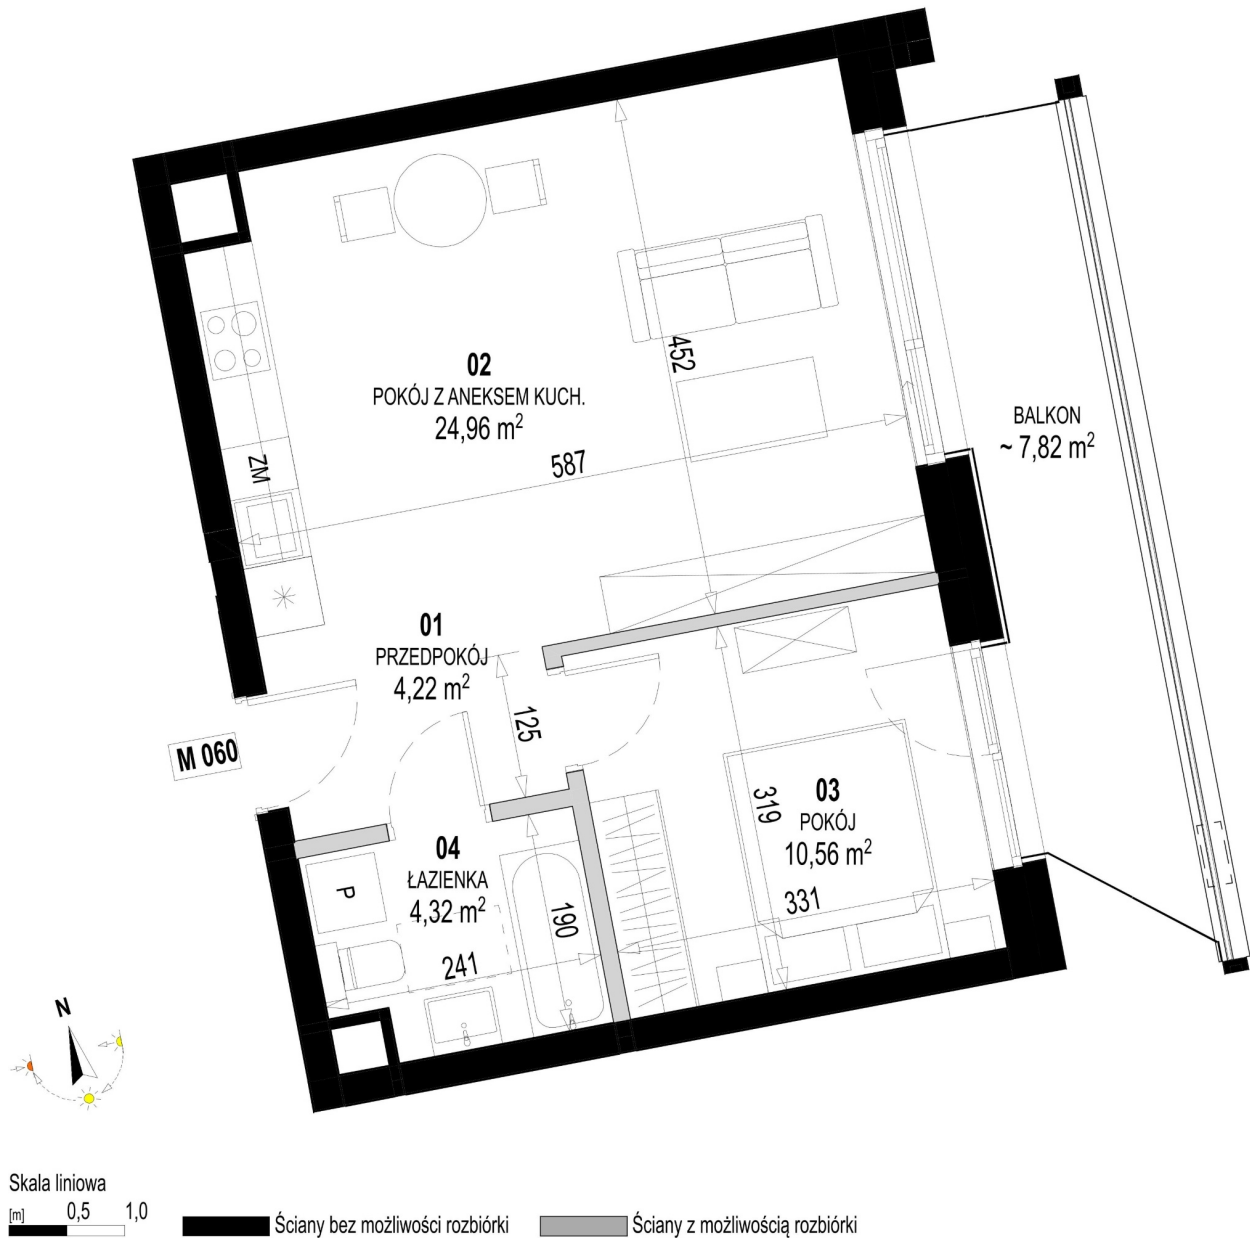 02
POKÓJ Z ANEKSEM KUCH.
24,96 m²
452
587
BALKON
~ 7,82 m²
ZM
01
PRZEDPOKÓJ
4,22 m²
125
M 060
03
POKÓJ
10,56 m²
319
331
04
ŁAZIENKA
4,32 m²
P
190
241
N
Skala liniowa
[m] 0,5 1,0
Ściany bez możliwości rozbiórki
Ściany z możliwością rozbiórki